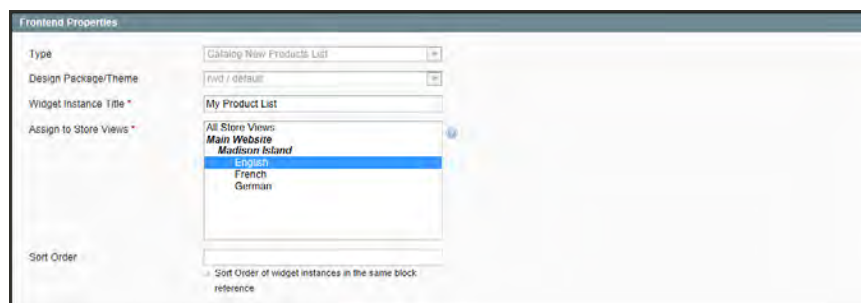 Frontend Properties
Type
Catalog New Products List
Design Package/Theme
rwd / default
Widget Instance Title *
My Product List
Assign to Store Views *
All Store Views
Main Website
Madison Island
English
French
German
Sort Order
Sort Order of widget instances in the same block
reference